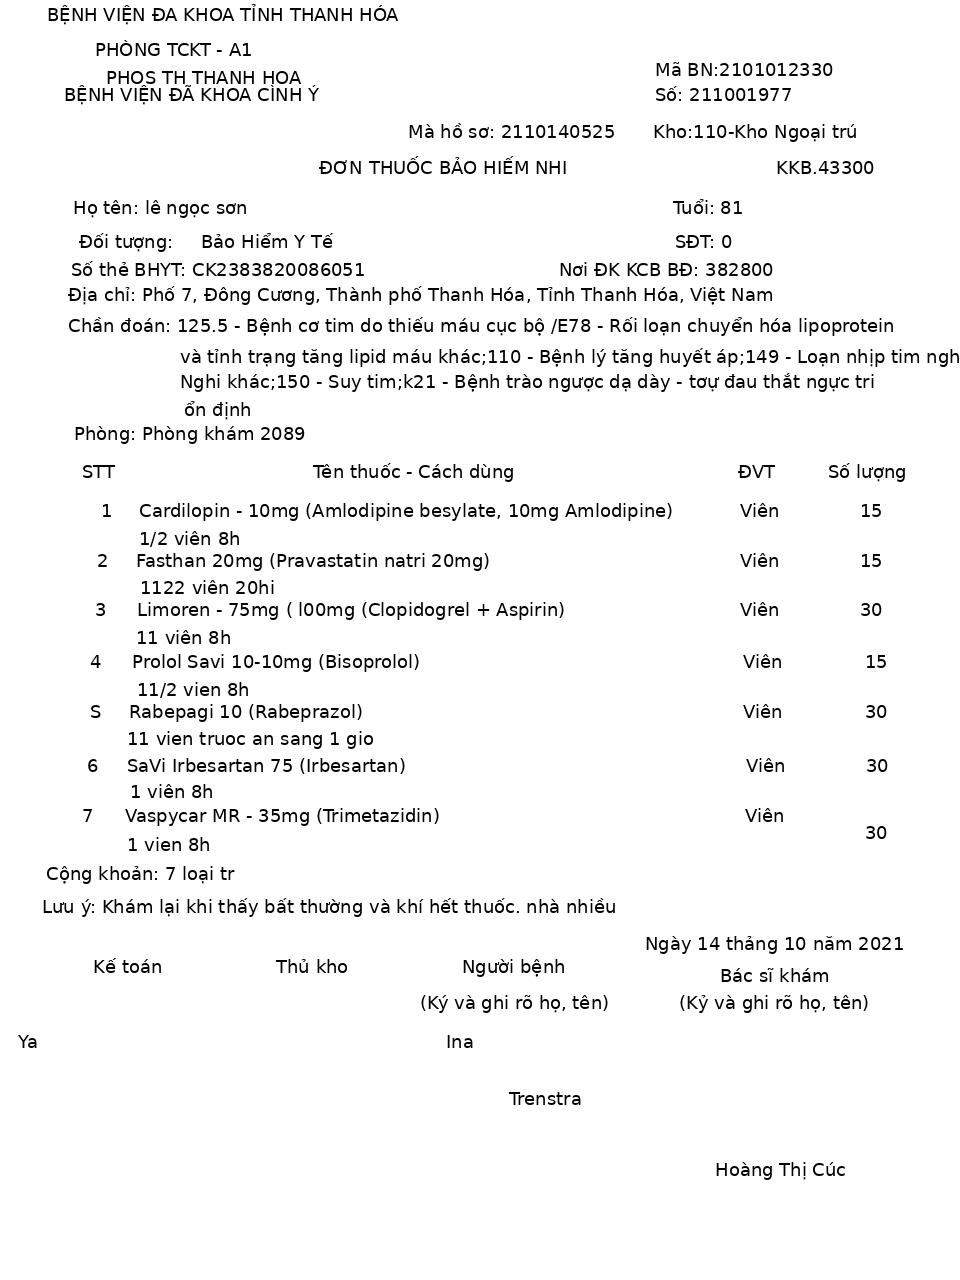 BỆNH VIỆN ĐA KHOA TỈNH THANH HÓA
PHÒNG TCKT - A1
PHOS TH THANH HOA
Mã BN:2101012330
BỆNH VIỆN ĐÃ KHOA CỈNH Ý
Số: 211001977
Mà hồ sơ: 2110140525 Kho:110-Kho Ngoại trú
ĐƠN THUỐC BẢO HIẾM NHI KKB.43300
Họ tên: lê ngọc sơn Tuổi: 81
Đối tượng: Bảo Hiểm Y Tế SĐT: 0
Số thẻ BHYT: CK2383820086051 Nơi ĐK KCB BĐ: 382800
Địa chỉ: Phố 7, Đông Cương, Thành phố Thanh Hóa, Tỉnh Thanh Hóa, Việt Nam
Chần đoán: 125.5 - Bệnh cơ tim do thiếu máu cục bộ /E78 - Rối loạn chuyển hóa lipoprotein
và tỉnh trạng tăng lipid máu khác;110 - Bệnh lý tăng huyết áp;149 - Loạn nhịp tim ngh
Nghi khác;150 - Suy tim;k21 - Bệnh trào ngược dạ dày - tơự đau thắt ngực tri
ổn định
Phòng: Phòng khám 2089
STT Tên thuốc - Cách dùng ĐVT Số lượng
1 Cardilopin - 10mg (Amlodipine besylate, 10mg Amlodipine) Viên 15
1/2 viên 8h
2 Fasthan 20mg (Pravastatin natri 20mg) Viên 15
1122 viên 20hi
3 Limoren - 75mg ( l00mg (Clopidogrel + Aspirin) Viên 30
11 viên 8h
4 Prolol Savi 10-10mg (Bisoprolol) Viên 15
11/2 vien 8h
S Rabepagi 10 (Rabeprazol) Viên 30
11 vien truoc an sang 1 gio
6 SaVi Irbesartan 75 (Irbesartan) Viên 30
1 viên 8h
7 Vaspycar MR - 35mg (Trimetazidin) Viên
30
1 vien 8h
Cộng khoản: 7 loại tr
Lưu ý: Khám lại khi thấy bất thường và khí hết thuốc. nhà nhiều
Ngày 14 tháng 10 năm 2021
Kế toán Thủ kho Người bệnh Bác sĩ khám
(Ký và ghi rõ họ, tên) (Kỷ và ghi rõ họ, tên)
Ya Ina
Trenstra
Hoàng Thị Cúc